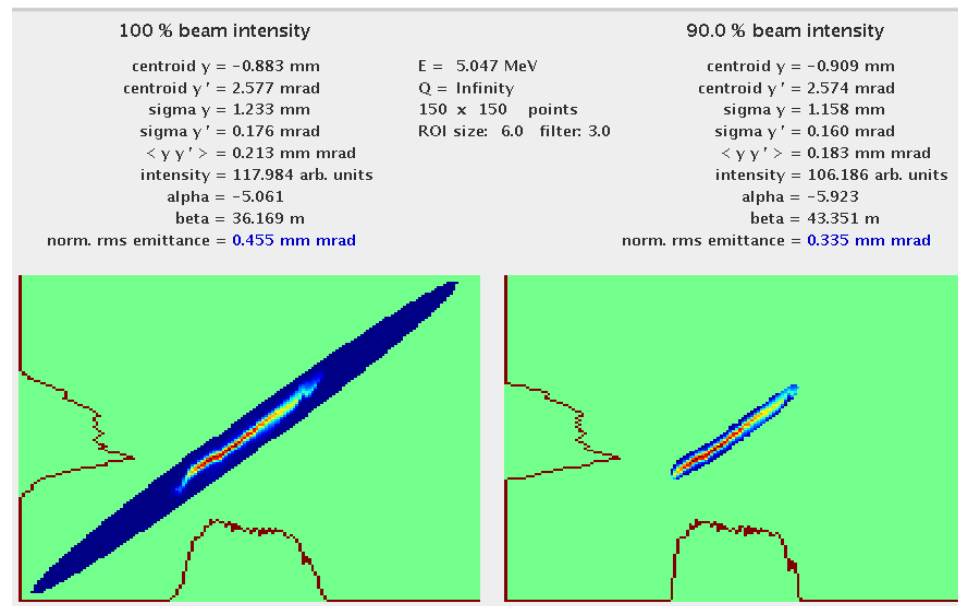 100 % beam intensity
centroid y = −0.883 mm
centroid y ′ = 2.577 mrad
sigma y = 1.233 mm
sigma y ′ = 0.176 mrad
< y y ′ > = 0.213 mm mrad
intensity = 117.984 arb. units
alpha = −5.061
beta = 36.169 m
norm. rms emittance = 0.455 mm mrad
E = 5.047 MeV
Q = Infinity
150 x 150 points
ROI size: 6.0 filter: 3.0
90.0 % beam intensity
centroid y = −0.909 mm
centroid y ′ = 2.574 mrad
sigma y = 1.158 mm
sigma y ′ = 0.160 mrad
< y y ′ > = 0.183 mm mrad
intensity = 106.186 arb. units
alpha = −5.923
beta = 43.351 m
norm. rms emittance = 0.335 mm mrad